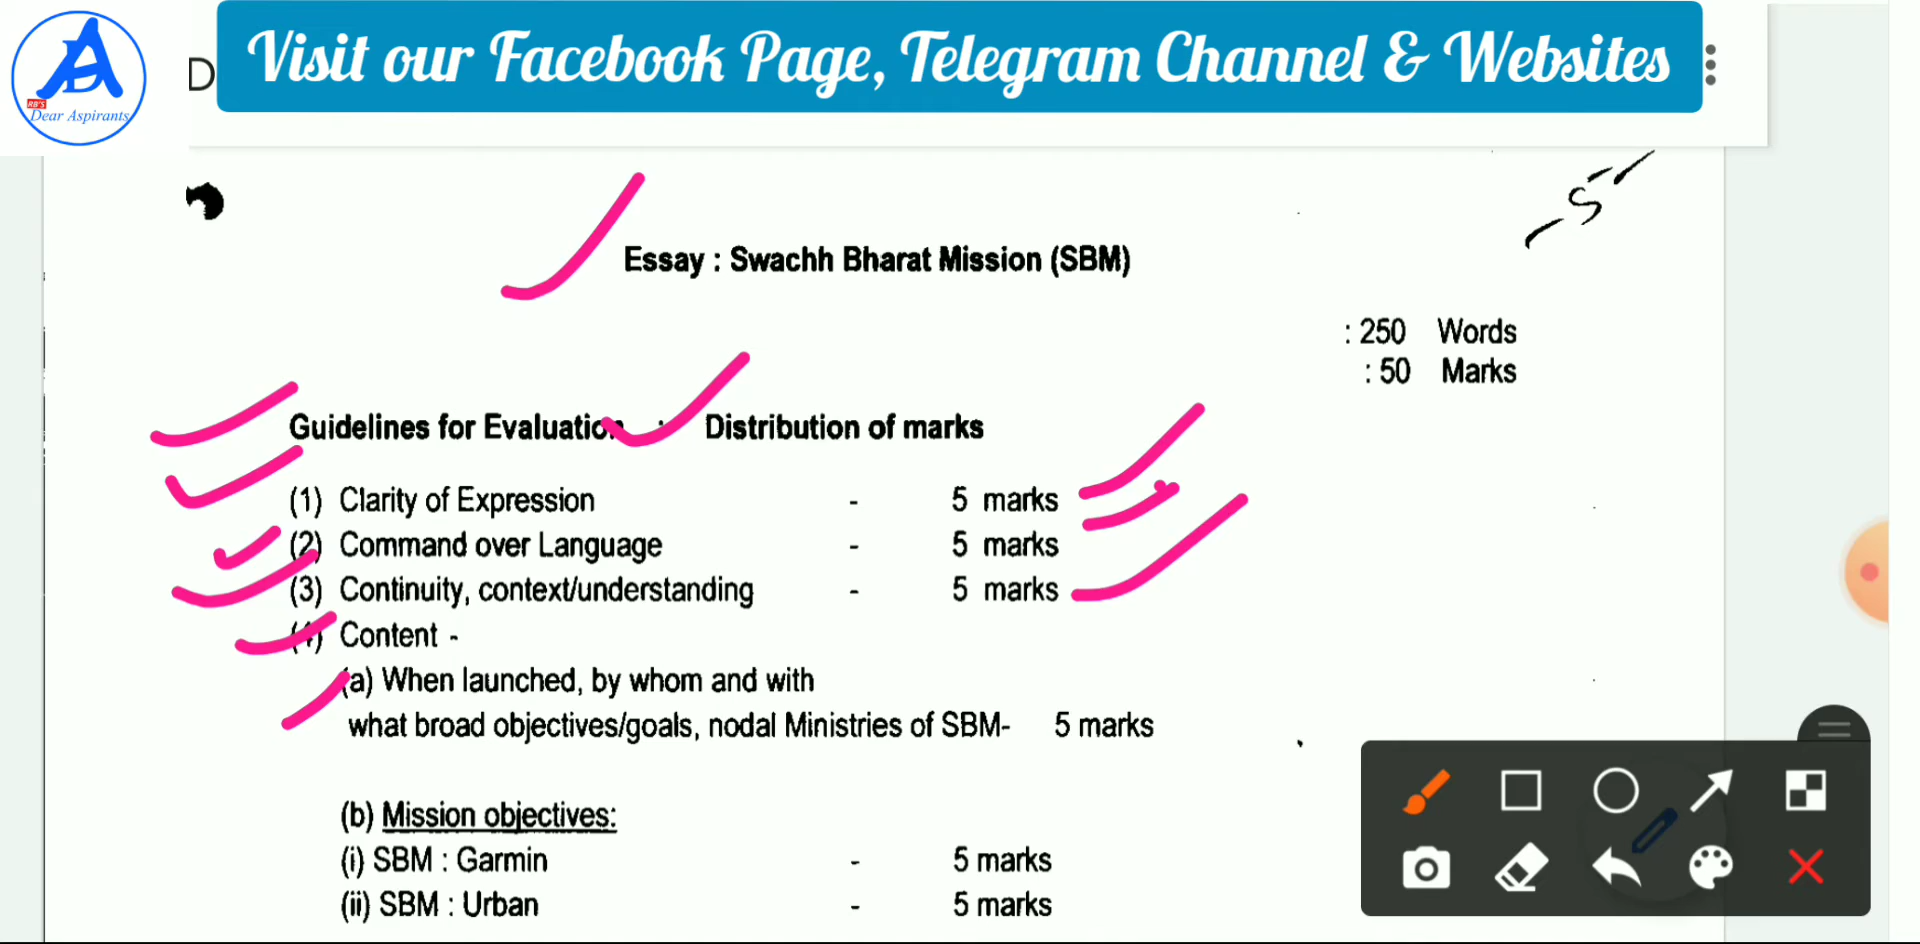 Visit our Facebook Page, Telegram Channel & Websites
D
RB'S
Dear Aspirants
- 5 -
Essay : Swachh Bharat Mission (SBM)
: 250 Words
: 50 Marks
Guidelines for Evaluation : Distribution of marks
(1) Clarity of Expression - 5 marks
(2) Command over Language - 5 marks
(3) Continuity, context/understanding - 5 marks
(4) Content -
(a) When launched, by whom and with
what broad objectives/goals, nodal Ministries of SBM- 5 marks
(b) Mission objectives:
(i) SBM : Garmin - 5 marks
(ii) SBM : Urban - 5 marks